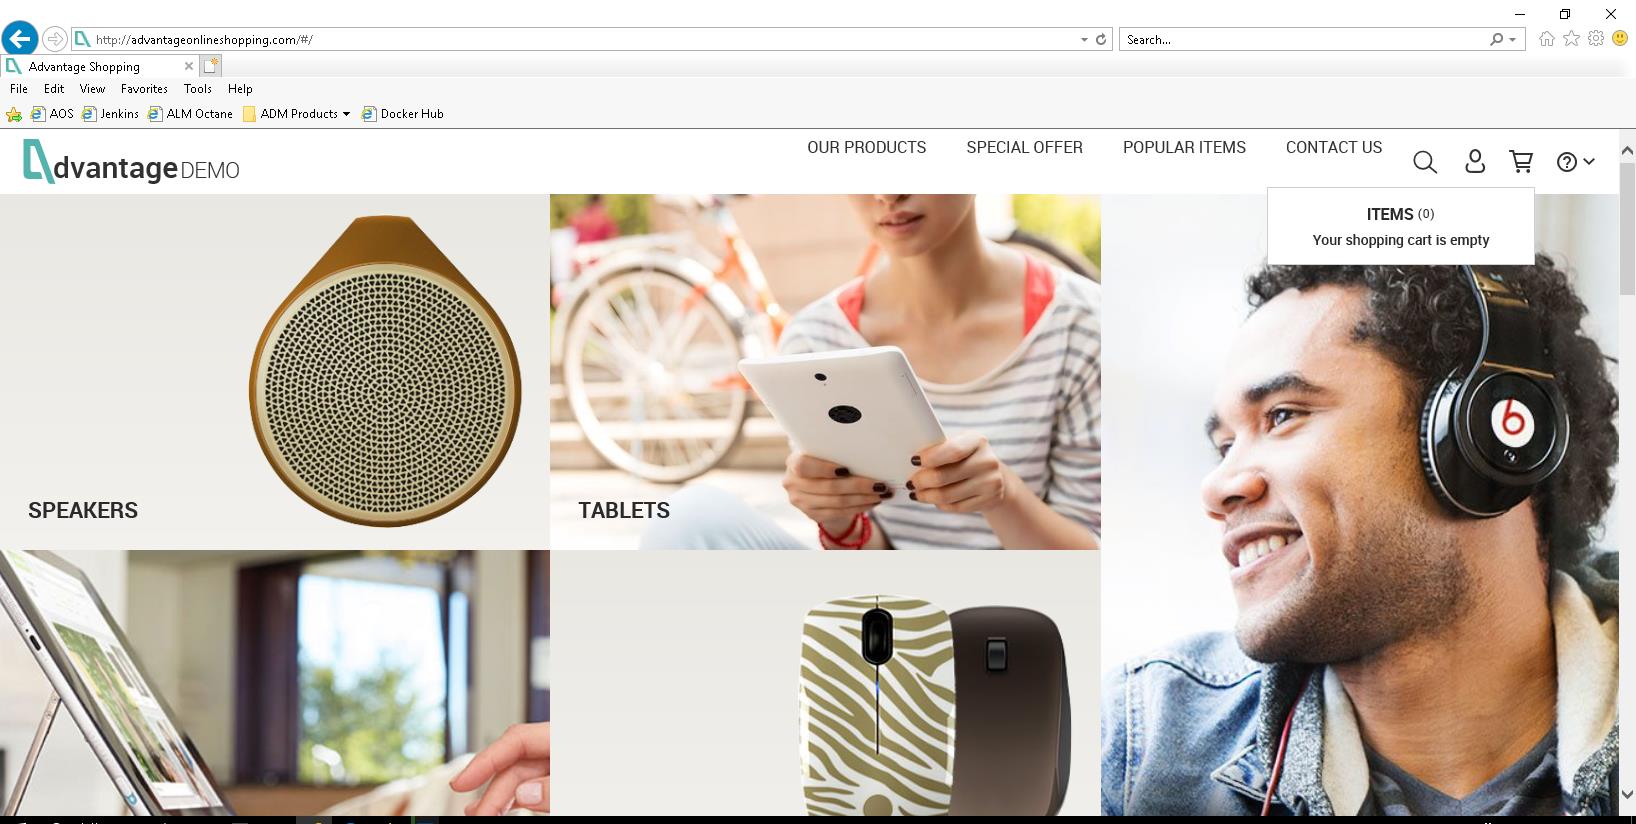 http://advantageonlineshopping.com/#/
Search...
Advantage Shopping
File Edit View Favorites Tools Help
AOS Jenkins ALM Octane ADM Products Docker Hub
dvantage DEMO
OUR PRODUCTS SPECIAL OFFER POPULAR ITEMS CONTACT US
ITEMS (0)
Your shopping cart is empty
b
SPEAKERS
TABLETS